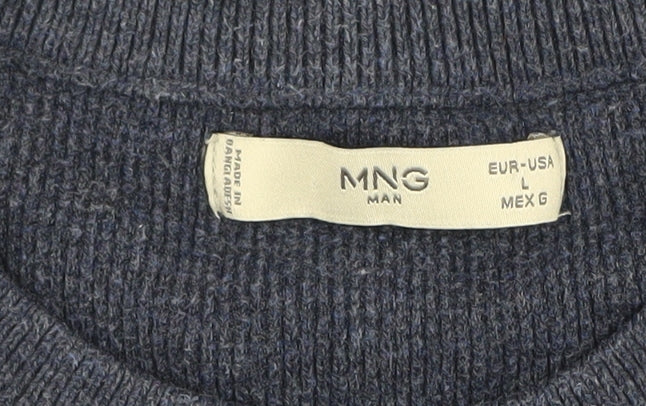 MADE IN
BANGLADESH
MNG
MAN
EUR-USA
L
MEX G